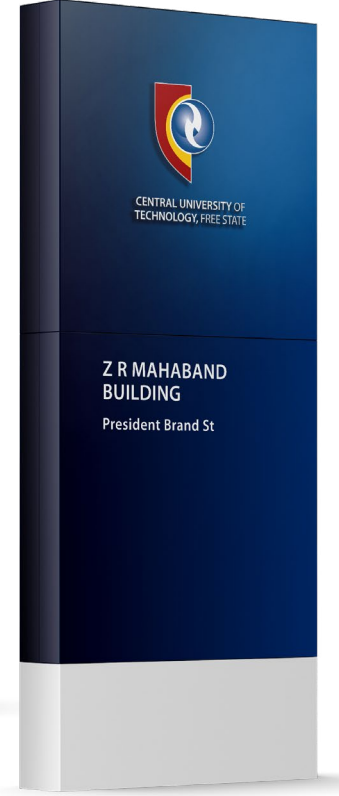 CENTRAL UNIVERSITY OF
TECHNOLOGY, FREE STATE
Z R MAHABAND
BUILDING
President Brand St